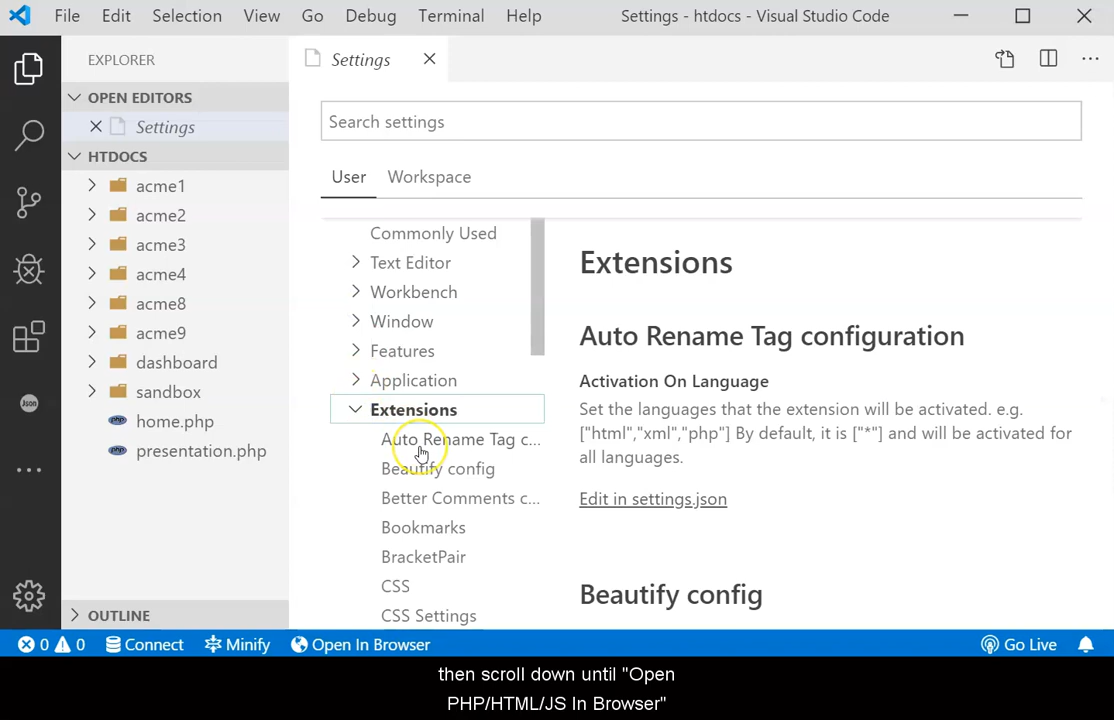 File Edit Selection View Go Debug Terminal Help Settings - htdocs - Visual Studio Code
EXPLORER
OPEN EDITORS
Settings
HTDOCS
acme1
acme2
acme3
acme4
acme8
acme9
dashboard
sandbox
php home.php
php presentation.php
OUTLINE
Json
Settings
Search settings
User Workspace
Commonly Used
Text Editor
Workbench
Window
Features
Application
Extensions
Auto Rename Tag c...
Beautify config
Better Comments c...
Bookmarks
BracketPair
CSS
CSS Settings
Extensions
Auto Rename Tag configuration
Activation On Language
Set the languages that the extension will be activated. e.g.
["html","xml","php"] By default, it is ["*"] and will be activated for
all languages.
Edit in settings.json
Beautify config
0 0 Connect Minify Open In Browser Go Live
then scroll down until "Open
PHP/HTML/JS In Browser"